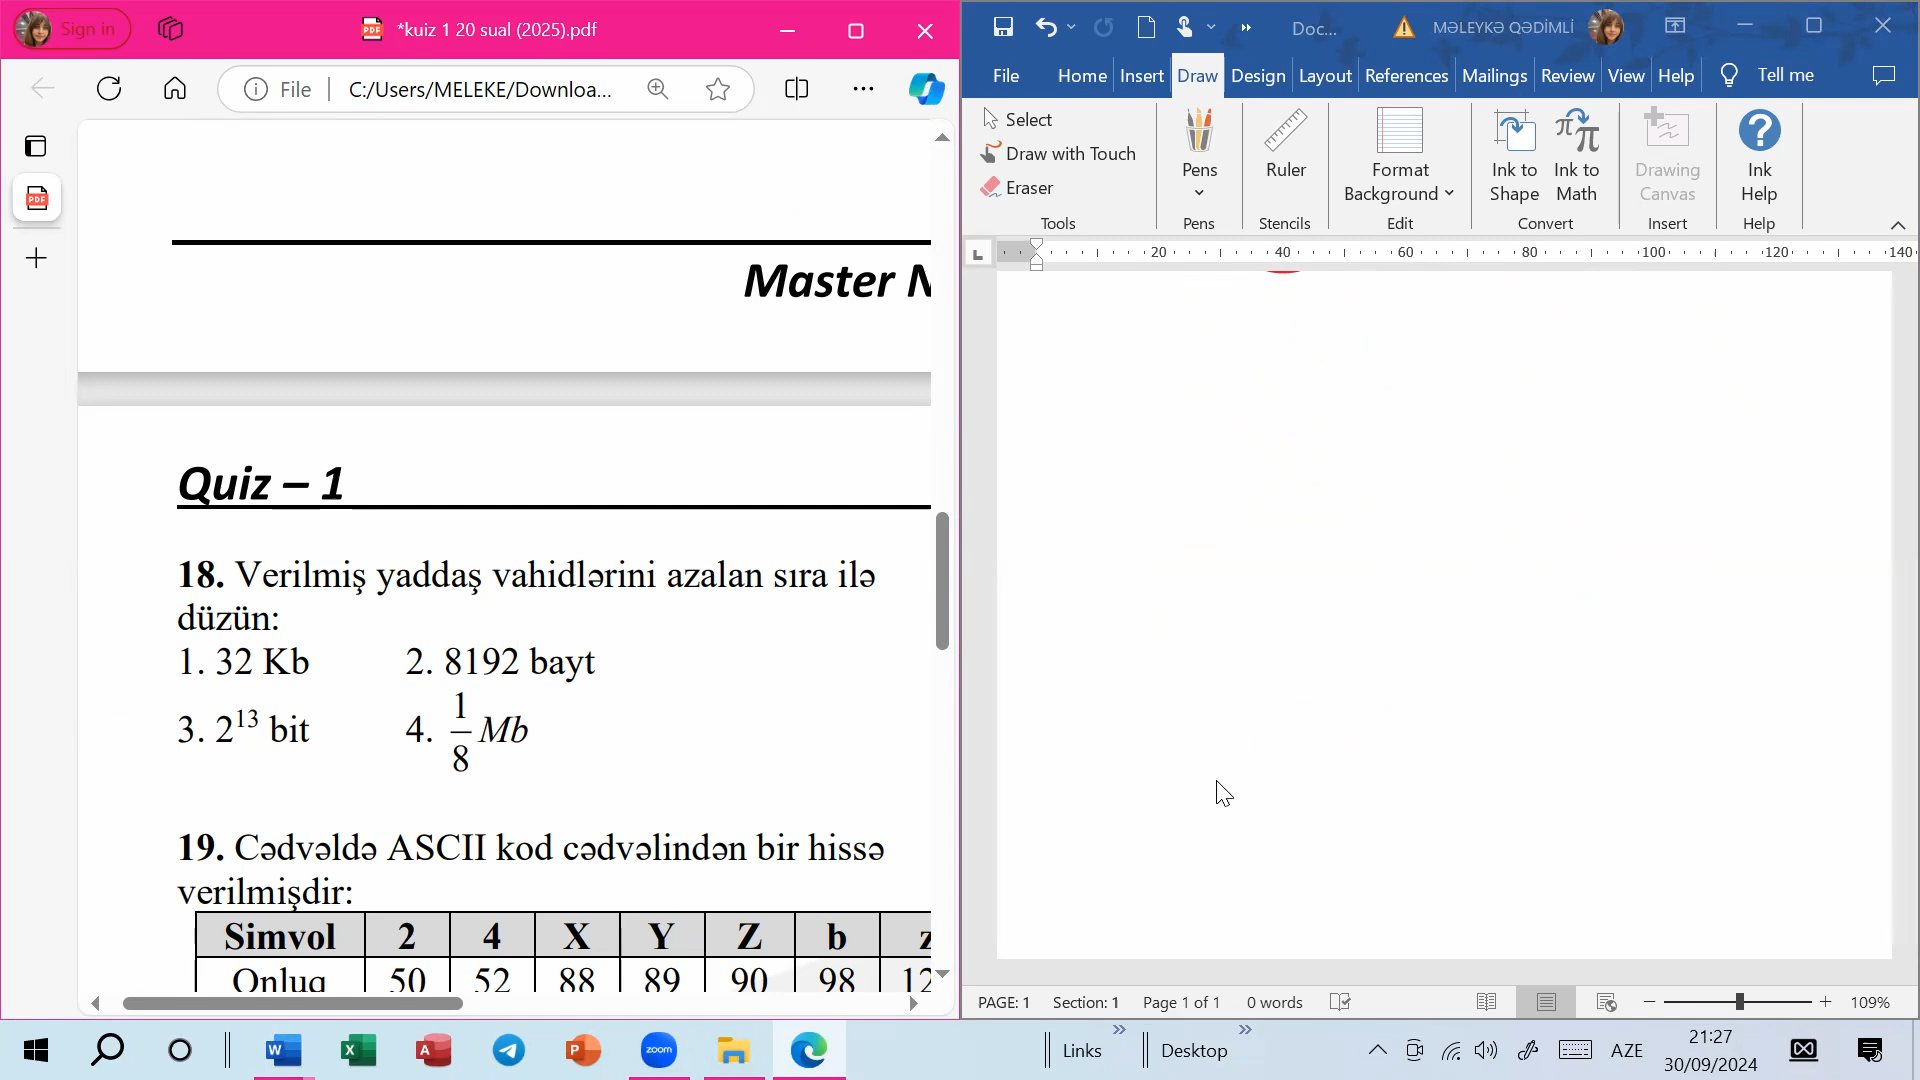 Sign in
*kuiz 1 20 sual (2025).pdf
File
C:/Users/MELEKE/Downloa...
Master N
Quiz – 1
18. Verilmiş yaddaş vahidlərini azalan sıra ilə
düzün:
1. 32 Kb 2. 8192 bayt
3. 2¹³ bit 4. 1/8 Mb
19. Cədvəldə ASCII kod cədvəlindən bir hissə
verilmişdir:
Simvol 2 4 X Y Z b z
Onluq 50 52 88 89 90 98 12
Doc...
MƏLEYKƏ QƏDİMLİ
File Home Insert Draw Design Layout References Mailings Review View Help Tell me
Select
Draw with Touch
Eraser
Tools
Pens
Pens
Ruler
Stencils
Format
Background
Edit
Ink to
Shape
Ink to
Math
Convert
Drawing
Canvas
Insert
Ink
Help
Help
L
20 40 60 80 100 120 140
PAGE: 1 Section: 1 Page 1 of 1 0 words 109%
zoom
Links
Desktop
AZE
21:27
30/09/2024